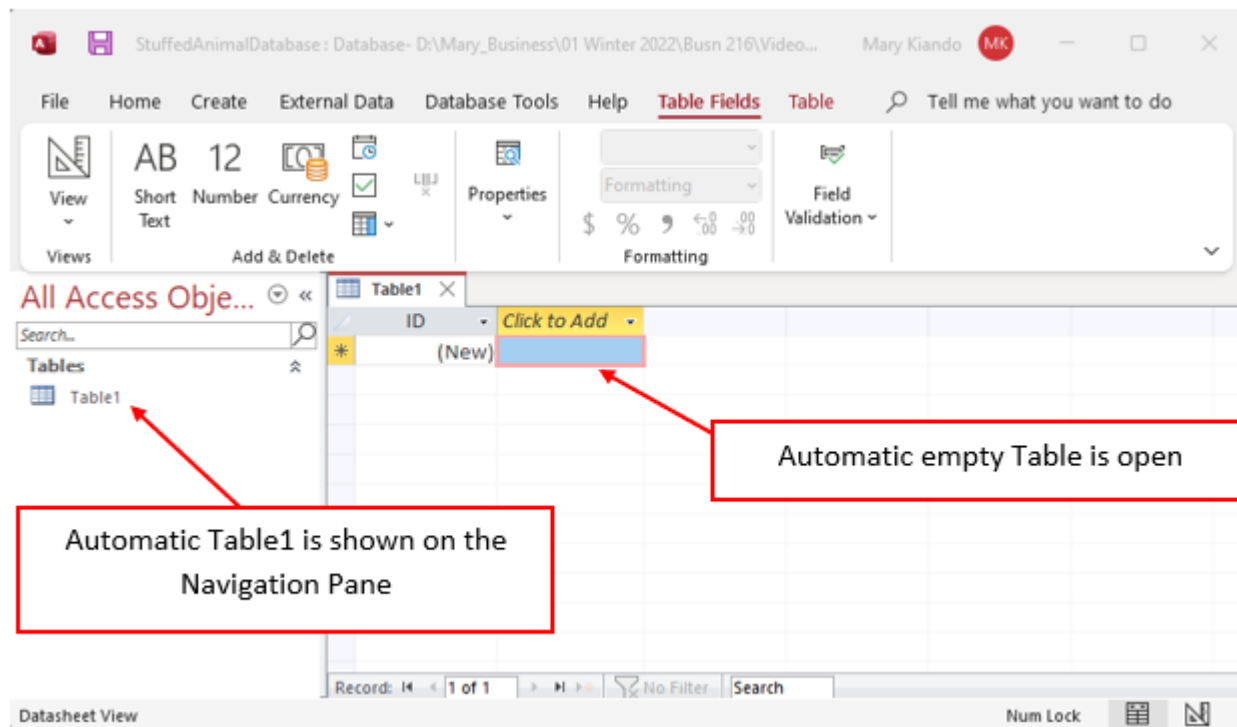 StuffedAnimalDatabase : Database- D:\Mary_Business\01 Winter 2022\Busn 216\Video... Mary Kiando MK
File Home Create External Data Database Tools Help Table Fields Table Tell me what you want to do
AB 12
View Short Text Number Currency Properties Formatting Field Validation
$ % 9 .00 .00 .0
Views Add & Delete Formatting
All Access Obje... «
Table1
ID Click to Add
Search...
* (New)
Tables
Table1
Automatic empty Table is open
Automatic Table1 is shown on the
Navigation Pane
Record: 1 of 1 No Filter Search
Datasheet View Num Lock